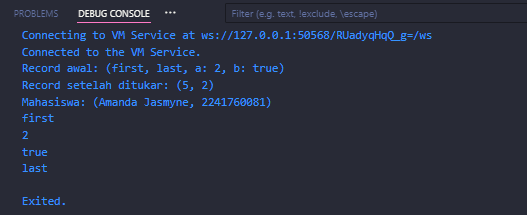 PROBLEMS DEBUG CONSOLE ··· Filter (e.g. text, !exclude, \escape)
Connecting to VM Service at ws://127.0.0.1:50568/RUadyqHqQ_g=/ws
Connected to the VM Service.
Record awal: (first, last, a: 2, b: true)
Record setelah ditukar: (5, 2)
Mahasiswa: (Amanda Jasmyne, 2241760081)
first
2
true
last
Exited.